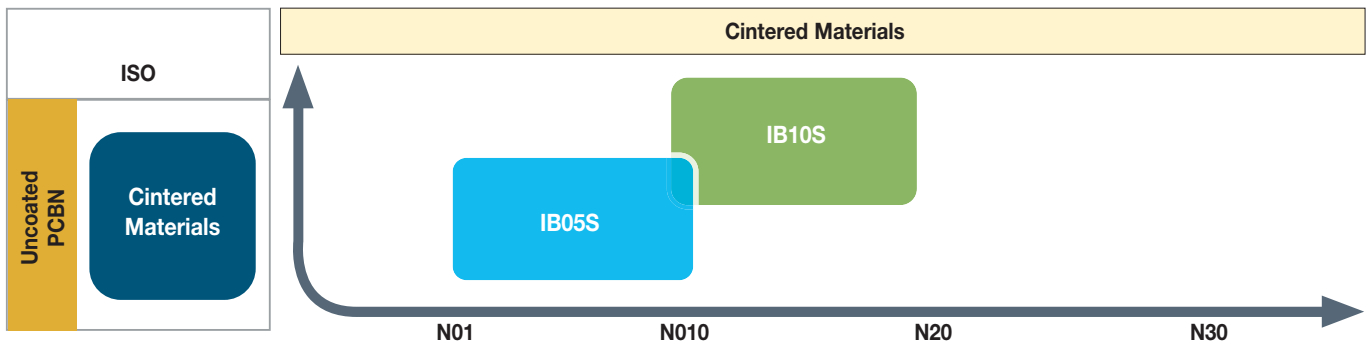 ISO
Cintered Materials
Uncoated
PCBN
Cintered
Materials
IB10S
IB05S
N01
N010
N20
N30